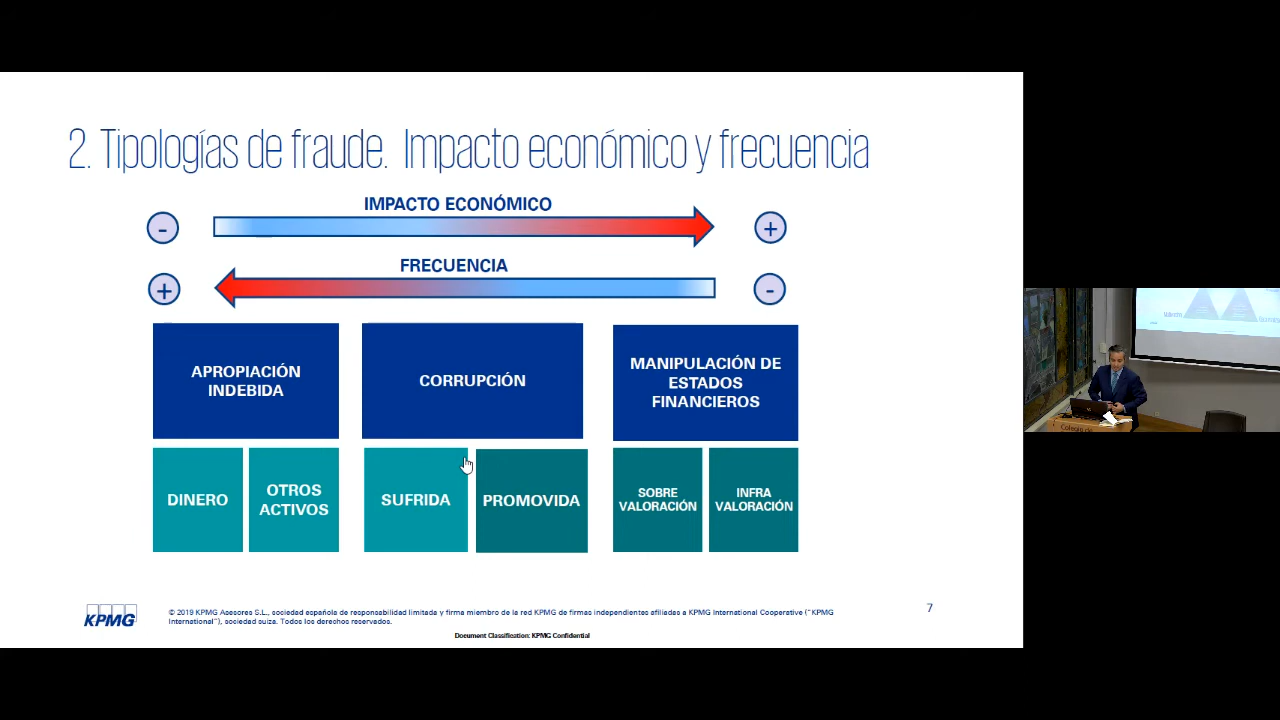 2. Tipologías de fraude. Impacto económico y frecuencia
IMPACTO ECONÓMICO
-
+
FRECUENCIA
+
-
APROPIACIÓN
INDEBIDA
CORRUPCIÓN
MANIPULACIÓN DE
ESTADOS
FINANCIEROS
DINERO
OTROS
ACTIVOS
SUFRIDA
PROMOVIDA
SOBRE
VALORACIÓN
INFRA
VALORACIÓN
KPMG
© 2019 KPMG Asesores S.L., sociedad española de responsabilidad limitada y firma miembro de la red KPMG de firmas independientes afiliadas a KPMG International Cooperative ("KPMG
International"), sociedad suiza. Todos los derechos reservados.
7
Document Classification: KPMG Confidential
Colegio de